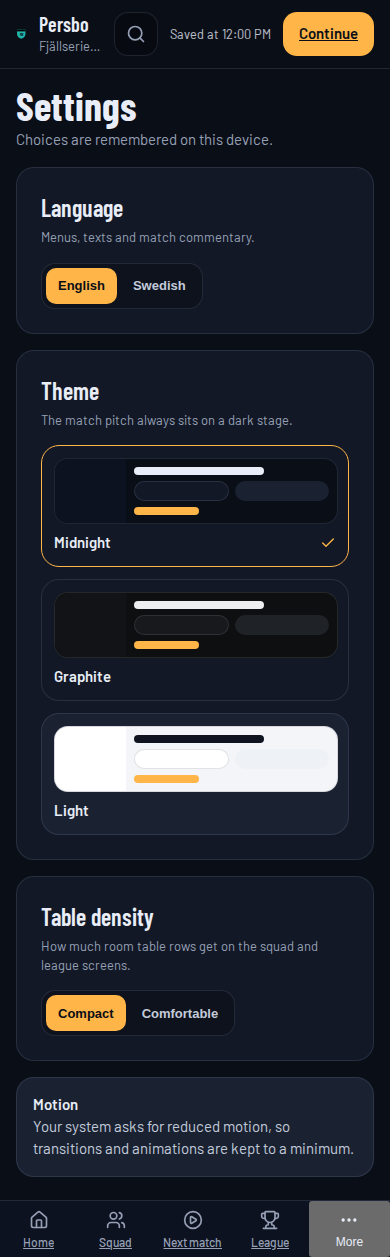 Persbo
Fjällserie...
Saved at 12:00 PM
Continue
Settings
Choices are remembered on this device.
Language
Menus, texts and match commentary.
English
Swedish
Theme
The match pitch always sits on a dark stage.
Midnight
Graphite
Light
Table density
How much room table rows get on the squad and
league screens.
Compact
Comfortable
Motion
Your system asks for reduced motion, so
transitions and animations are kept to a minimum.
Home
Squad
Next match
League
More